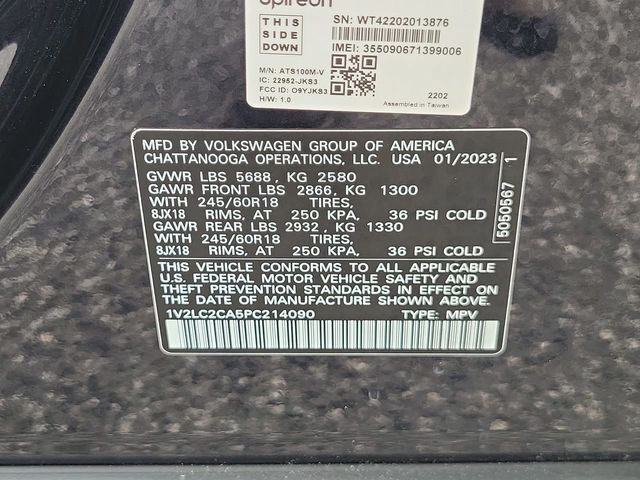 Spireon
THIS
SIDE
DOWN
SN: WT42202013876
IMEI: 355090671399006
M/N: ATS100M-V
IC: 22952-JKS3
FCC ID: O9YJKS3
H/W: 1.0
2202
Assembled in Taiwan
MFD BY VOLKSWAGEN GROUP OF AMERICA
CHATTANOOGA OPERATIONS, LLC. USA 01/2023
GVWR LBS 5688, KG 2580
GAWR FRONT LBS 2866, KG 1300
WITH 245/60R18 TIRES,
8JX18 RIMS, AT 250 KPA, 36 PSI COLD
GAWR REAR LBS 2932, KG 1330
WITH 245/60R18 TIRES,
8JX18 RIMS, AT 250 KPA, 36 PSI COLD
THIS VEHICLE CONFORMS TO ALL APPLICABLE
U.S. FEDERAL MOTOR VEHICLE SAFETY AND
THEFT PREVENTION STANDARDS IN EFFECT ON
THE DATE OF MANUFACTURE SHOWN ABOVE.
1V2LC2CA5PC214090 TYPE: MPV
5050567 1